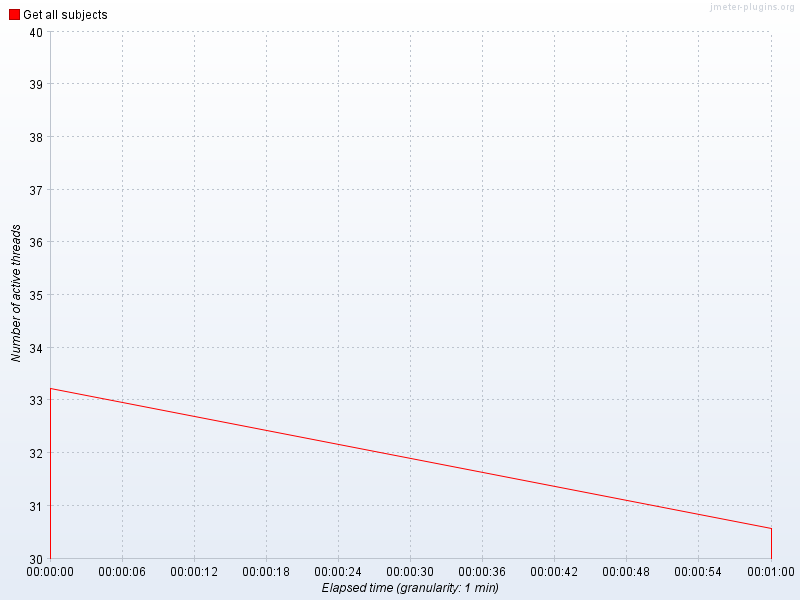 jmeter-plugins.org
Get all subjects
40
39
38
37
36
35
34
33
32
31
30
Number of active threads
00:00:00 00:00:06 00:00:12 00:00:18 00:00:24 00:00:30 00:00:36 00:00:42 00:00:48 00:00:54 00:01:00
Elapsed time (granularity: 1 min)